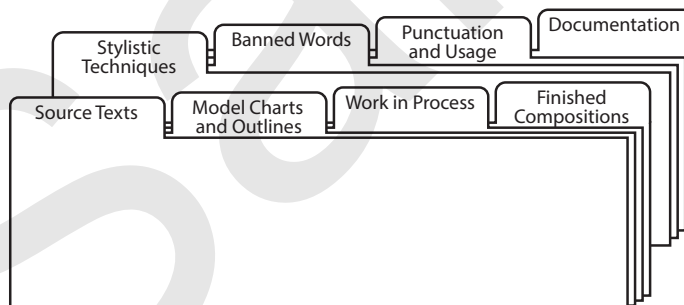 Stylistic
Techniques
Banned Words
Punctuation
and Usage
Documentation
Source Texts
Model Charts
and Outlines
Work in Process
Finished
Compositions